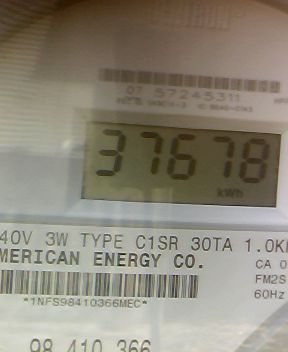 07 57245311
37678
kWh
40V 3W TYPE C1SR 30TA 1.0K
MERICAN ENERGY CO.
CA 0
FM2S
60Hz
*1NFS98410366MEC*
98 410 366